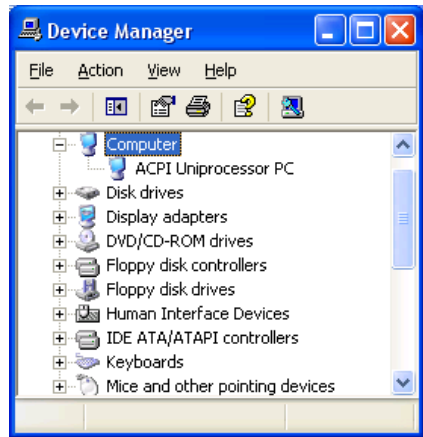 Device Manager
File Action View Help
Computer
ACPI Uniprocessor PC
Disk drives
Display adapters
DVD/CD-ROM drives
Floppy disk controllers
Floppy disk drives
Human Interface Devices
IDE ATA/ATAPI controllers
Keyboards
Mice and other pointing devices